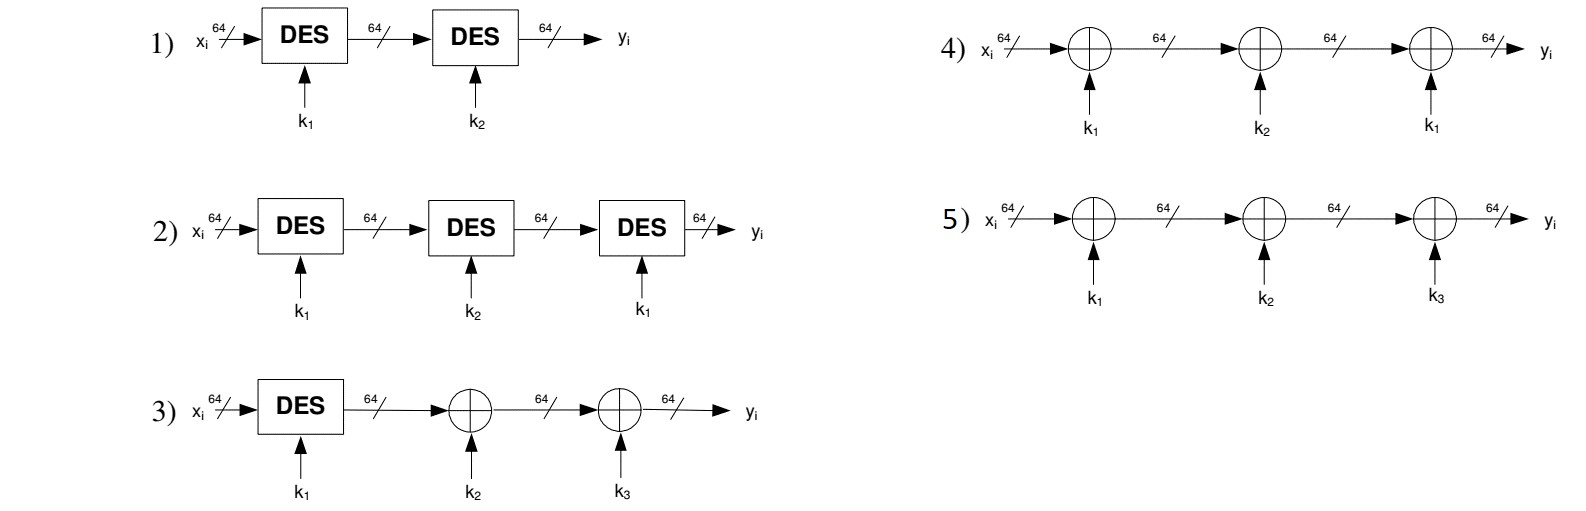 1) xᵢ 64 DES 64 DES 64 yᵢ
k₁ k₂
2) xᵢ 64 DES 64 DES 64 DES 64 yᵢ
k₁ k₂ k₁
3) xᵢ 64 DES 64 64 64 yᵢ
k₁ k₂ k₃
4) xᵢ 64 64 64 64 yᵢ
k₁ k₂ k₁
5) xᵢ 64 64 64 64 yᵢ
k₁ k₂ k₃